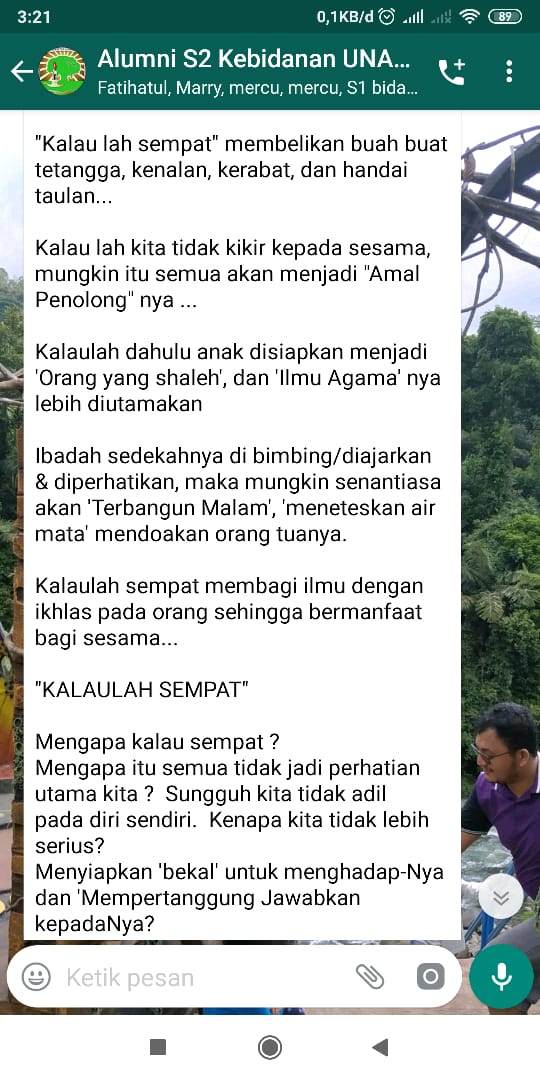 3:21
0,1KB/d
89
Alumni S2 Kebidanan UNA...
Fatihatul, Marry, mercu, mercu, S1 bida...
"Kalau lah sempat" membelikan buah buat
tetangga, kenalan, kerabat, dan handai
taulan...
Kalau lah kita tidak kikir kepada sesama,
mungkin itu semua akan menjadi "Amal
Penolong" nya ...
Kalaulah dahulu anak disiapkan menjadi
'Orang yang shaleh', dan 'Ilmu Agama' nya
lebih diutamakan
Ibadah sedekahnya di bimbing/diajarkan
& diperhatikan, maka mungkin senantiasa
akan 'Terbangun Malam', 'meneteskan air
mata' mendoakan orang tuanya.
Kalaulah sempat membagi ilmu dengan
ikhlas pada orang sehingga bermanfaat
bagi sesama...
"KALAULAH SEMPAT"
Mengapa kalau sempat ?
Mengapa itu semua tidak jadi perhatian
utama kita ?  Sungguh kita tidak adil
pada diri sendiri.  Kenapa kita tidak lebih
serius?
Menyiapkan 'bekal' untuk menghadap-Nya
dan 'Mempertanggung Jawabkan
kepadaNya?
Ketik pesan